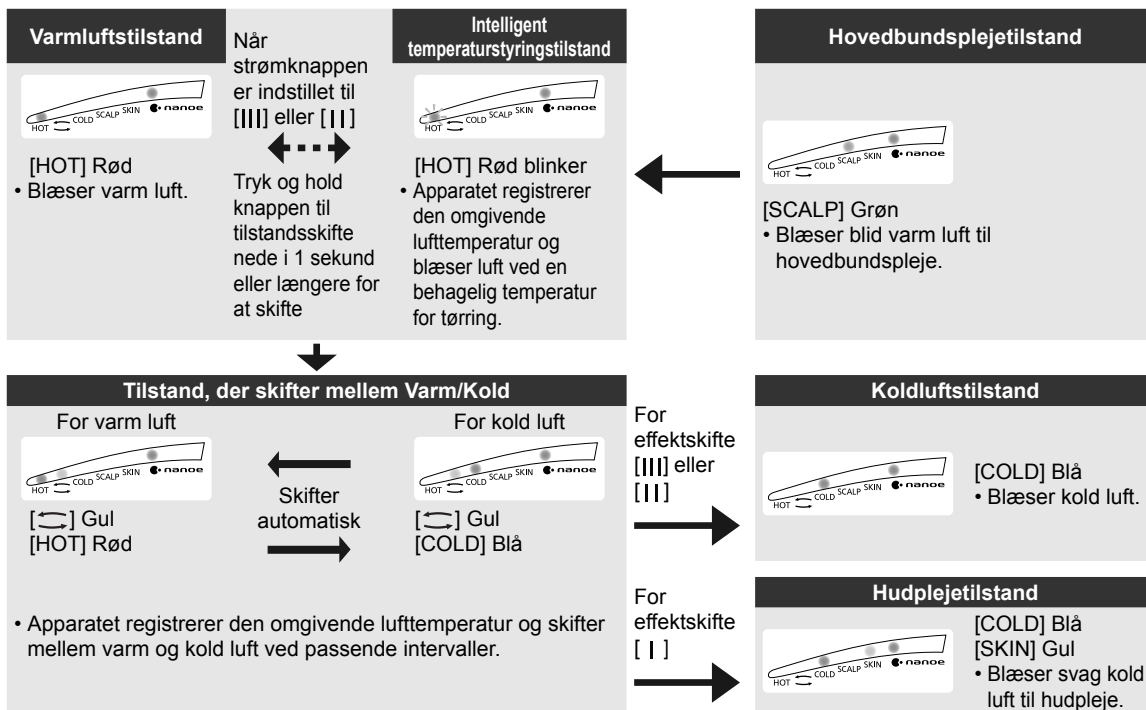 Varmluftstilstand
HOT COLD SCALP SKIN nanoe
[HOT] Rød
• Blæser varm luft.
Når
strømknappen
er indstillet til
[|||] eller [||]
Tryk og hold
knappen til
tilstandsskifte
nede i 1 sekund
eller længere for
at skifte
Intelligent
temperaturstyringstilstand
HOT COLD SCALP SKIN nanoe
[HOT] Rød blinker
• Apparatet registrerer
den omgivende
lufttemperatur og
blæser luft ved en
behagelig temperatur
for tørring.
Hovedbundsplejetilstand
HOT COLD SCALP SKIN nanoe
[SCALP] Grøn
• Blæser blid varm luft til
hovedbundspleje.
Tilstand, der skifter mellem Varm/Kold
For varm luft
HOT COLD SCALP SKIN nanoe
[⮂] Gul
[HOT] Rød
Skifter
automatisk
For kold luft
HOT COLD SCALP SKIN nanoe
[⮂] Gul
[COLD] Blå
• Apparatet registrerer den omgivende lufttemperatur og skifter
mellem varm og kold luft ved passende intervaller.
For
effektskifte
[|||] eller
[||]
Koldluftstilstand
HOT COLD SCALP SKIN nanoe
[COLD] Blå
• Blæser kold luft.
For
effektskifte
[|]
Hudplejetilstand
HOT COLD SCALP SKIN nanoe
[COLD] Blå
[SKIN] Gul
• Blæser svag kold
luft til hudpleje.